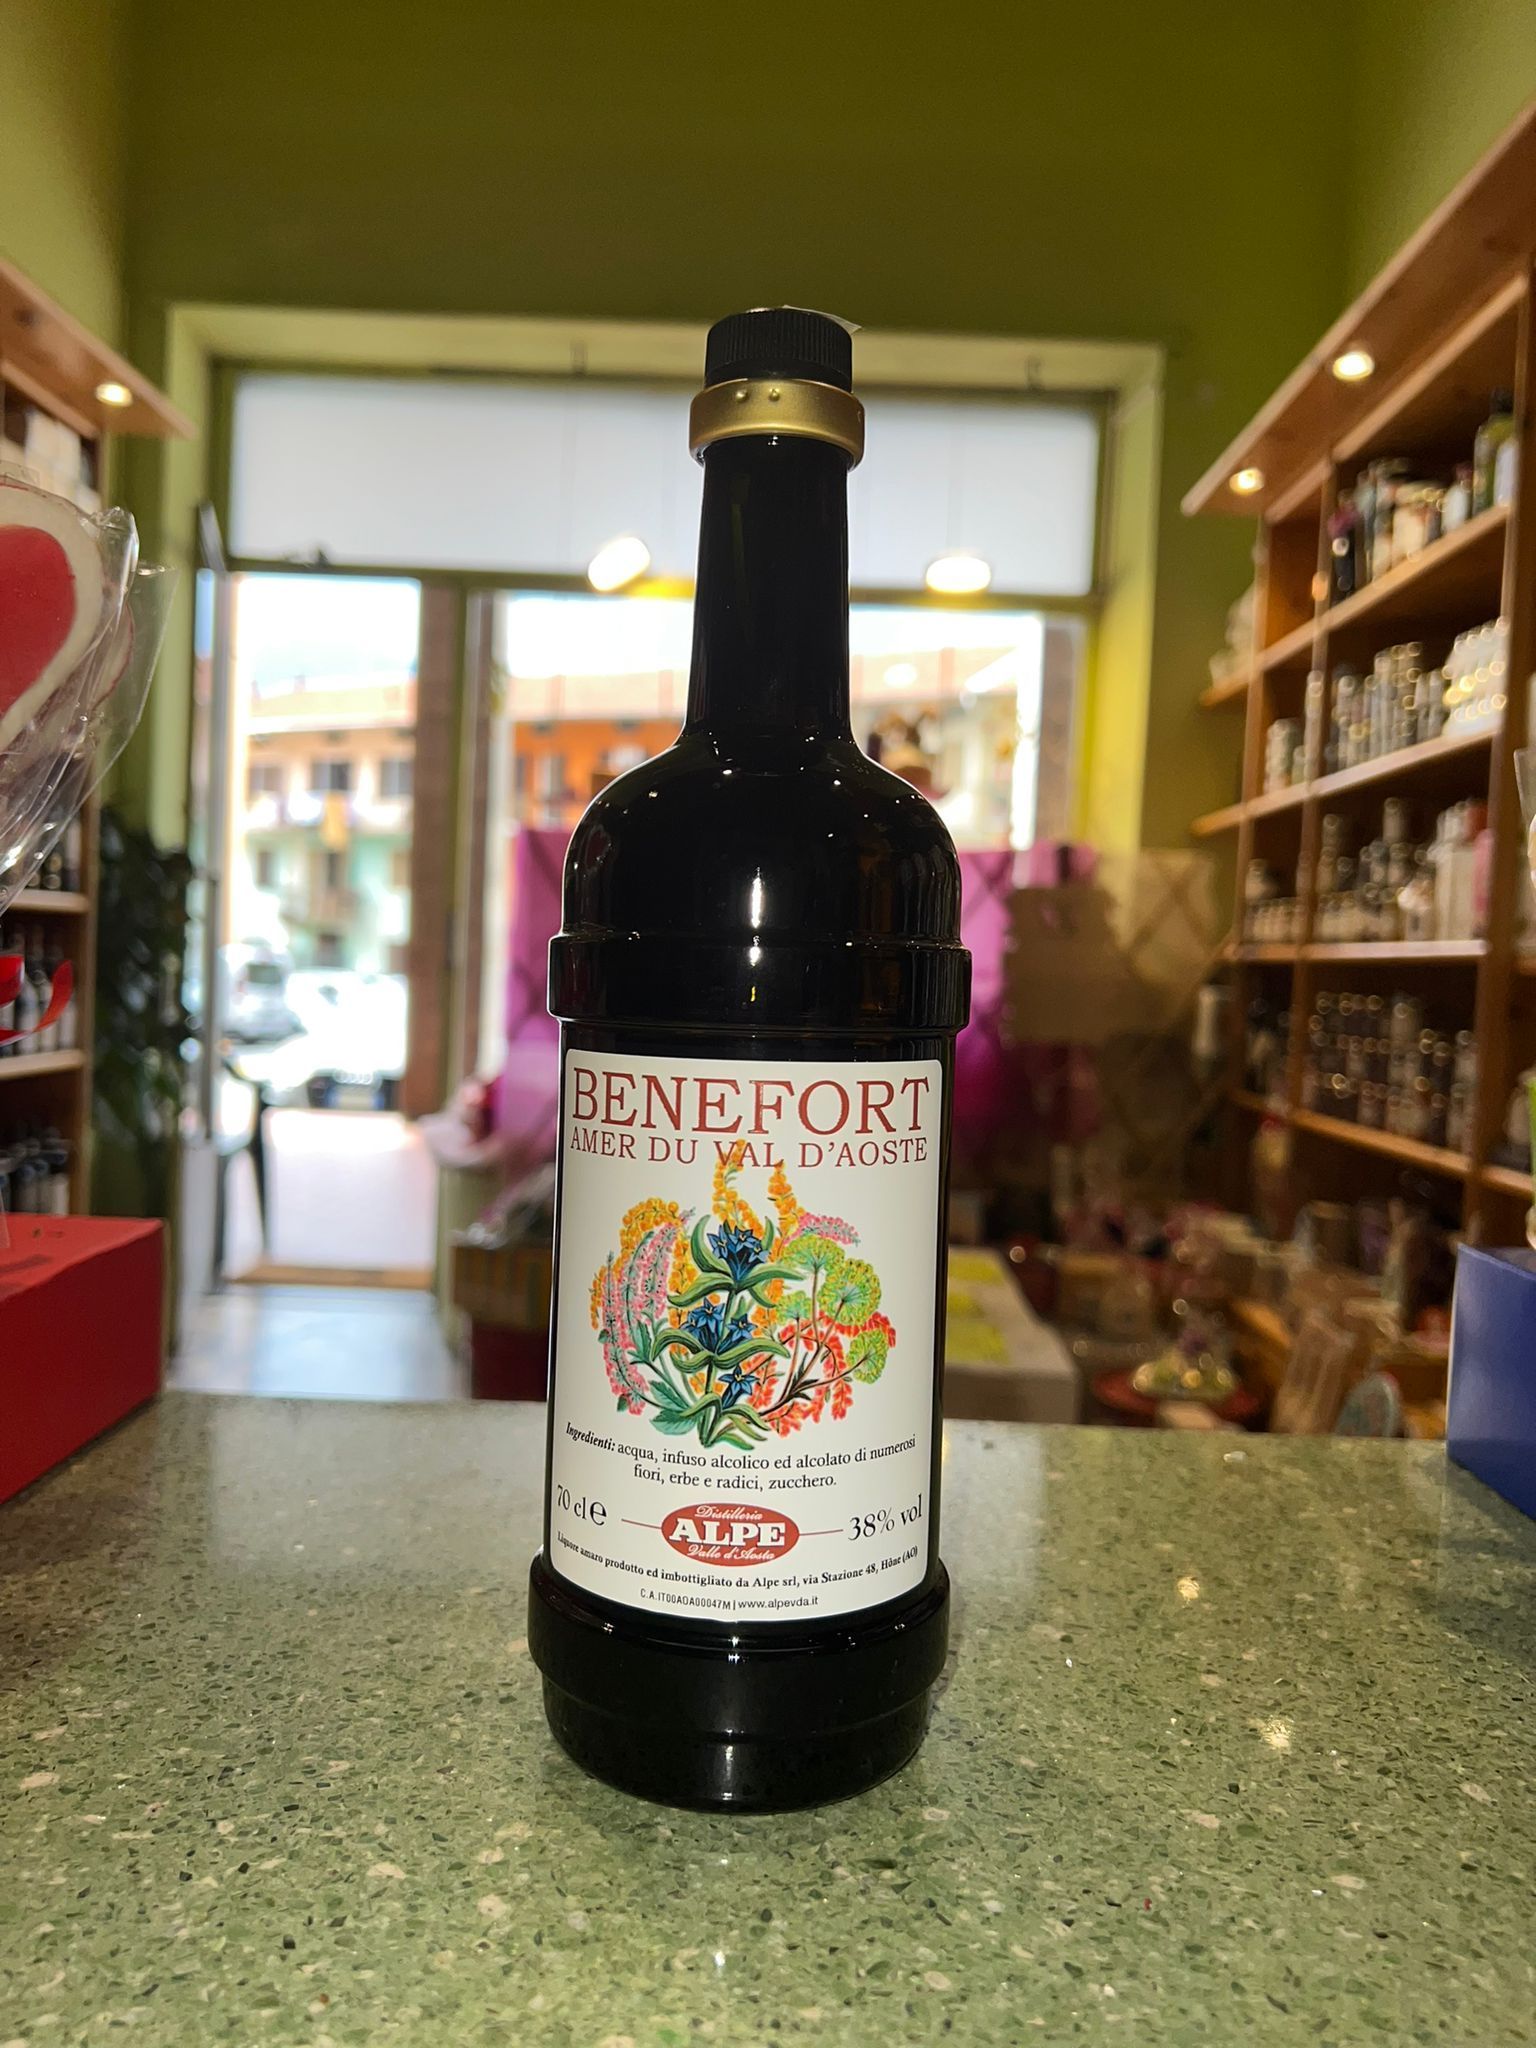 BENEFORT
AMER DU VAL D'AOSTE
Ingredienti: acqua, infuso alcolico ed alcolato di numerosi
fiori, erbe e radici, zucchero.
70 cl e
Distilleria
ALPE
Valle d'Aosta
38% vol
Liquore amaro prodotto ed imbottigliato da Alpe srl, via Stazione 48, Hône (AO)
C.A.IT00AOA00047M | www.alpevda.it